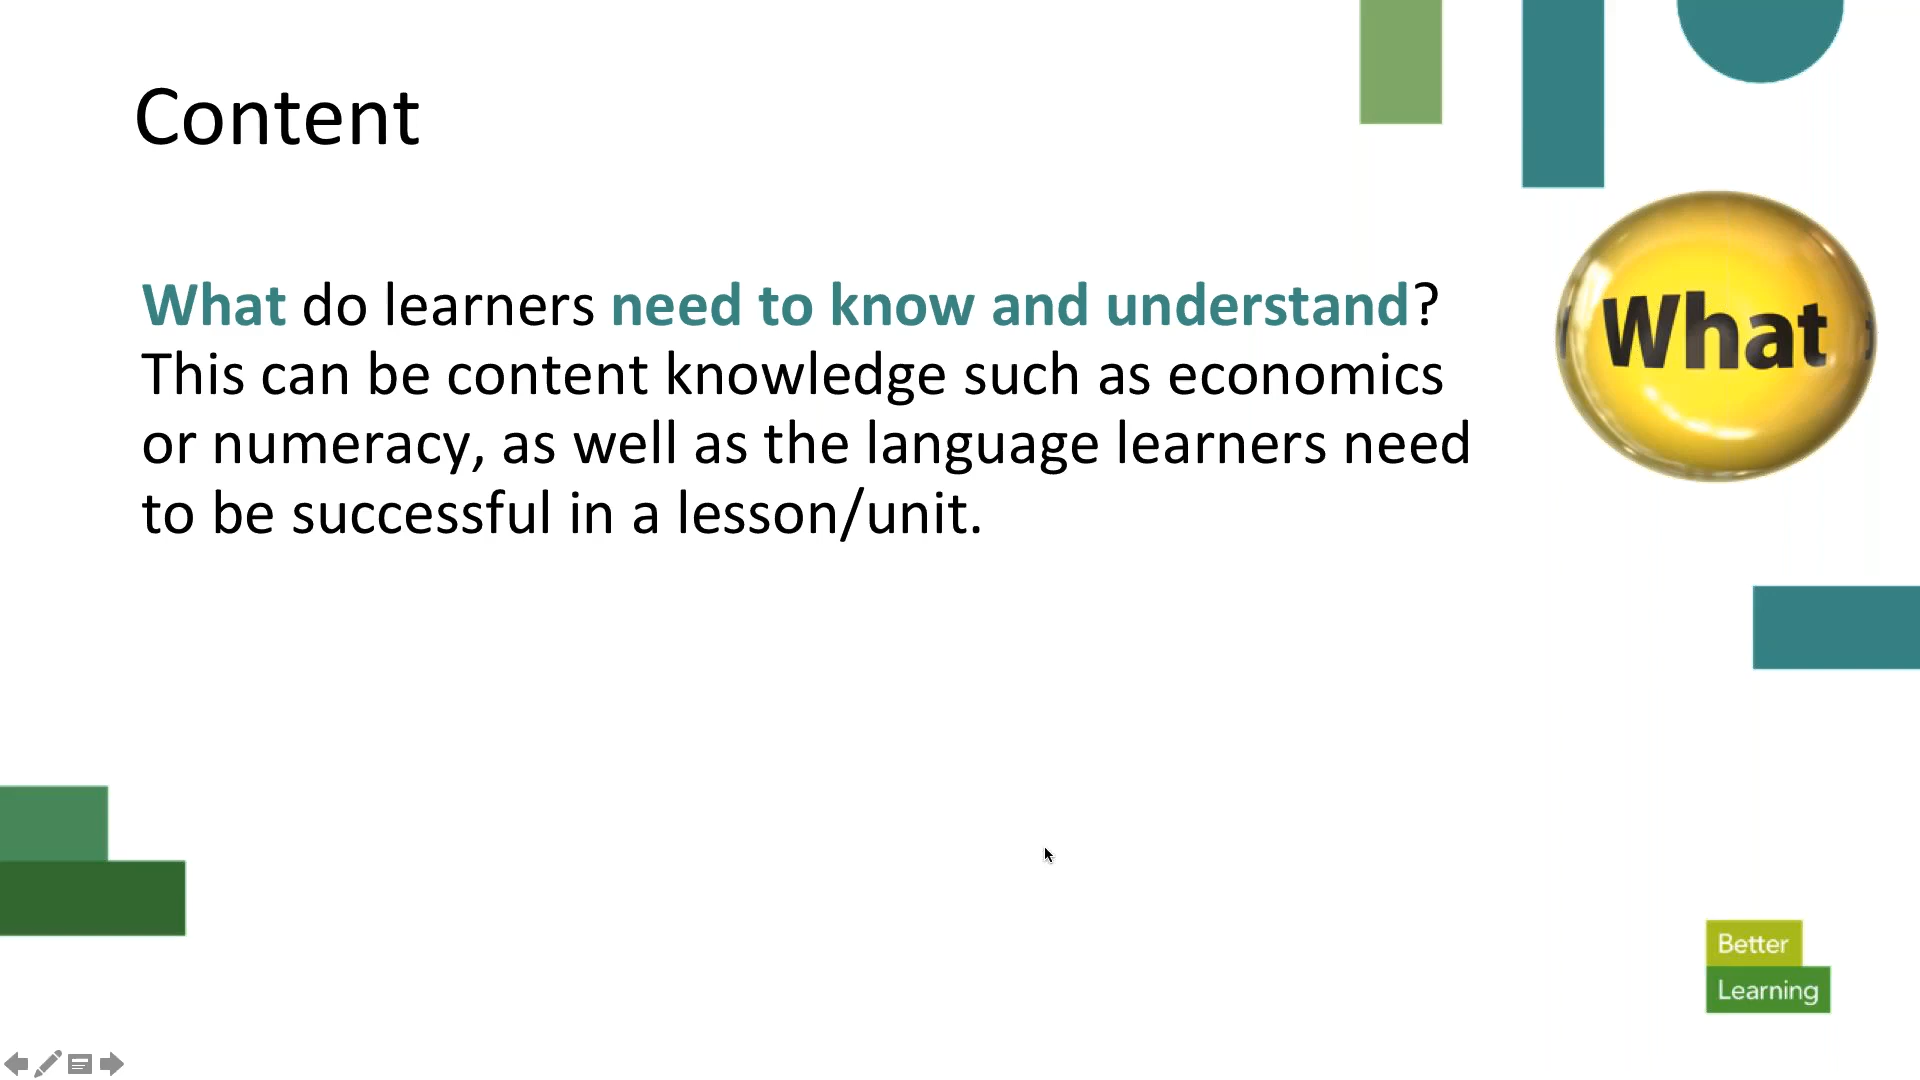 Content
What do learners need to know and understand?
This can be content knowledge such as economics
or numeracy, as well as the language learners need
to be successful in a lesson/unit.
What
Better
Learning